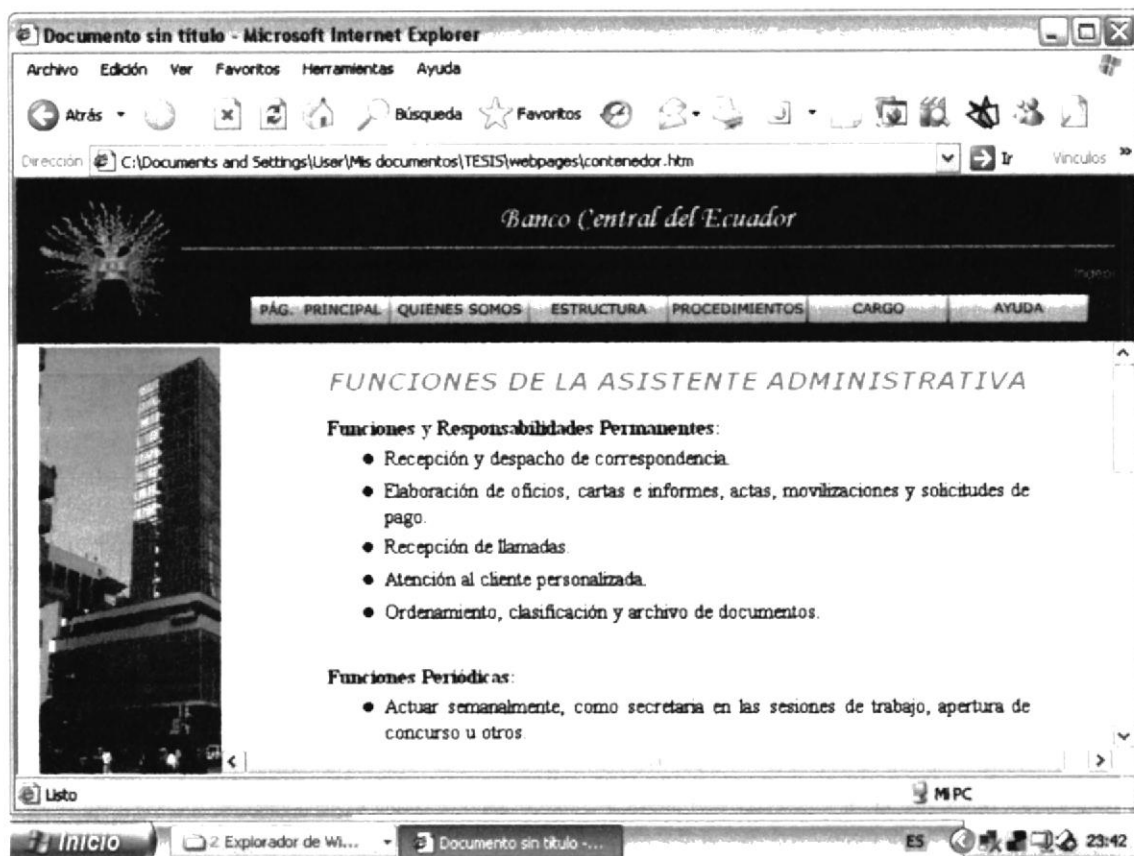 Documento sin título - Microsoft Internet Explorer
Archivo Edición Ver Favoritos Herramientas Ayuda
Atrás Búsqueda Favoritos
Dirección C:\Documents and Settings\User\Mis documentos\TESIS\webpages\contenedor.htm Ir Vínculos »
Banco Central del Ecuador
PÁG. PRINCIPAL QUIENES SOMOS ESTRUCTURA PROCEDIMIENTOS CARGO AYUDA
FUNCIONES DE LA ASISTENTE ADMINISTRATIVA
Funciones y Responsabilidades Permanentes:
● Recepción y despacho de correspondencia.
● Elaboración de oficios, cartas e informes, actas, movilizaciones y solicitudes de
pago.
● Recepción de llamadas.
● Atención al cliente personalizada.
● Ordenamiento, clasificación y archivo de documentos.
Funciones Periódicas:
● Actuar semanalmente, como secretaria en las sesiones de trabajo, apertura de
concurso u otros.
Listo Mi PC
Inicio 2 Explorador de Wi... Documento sin título -... ES 23:42